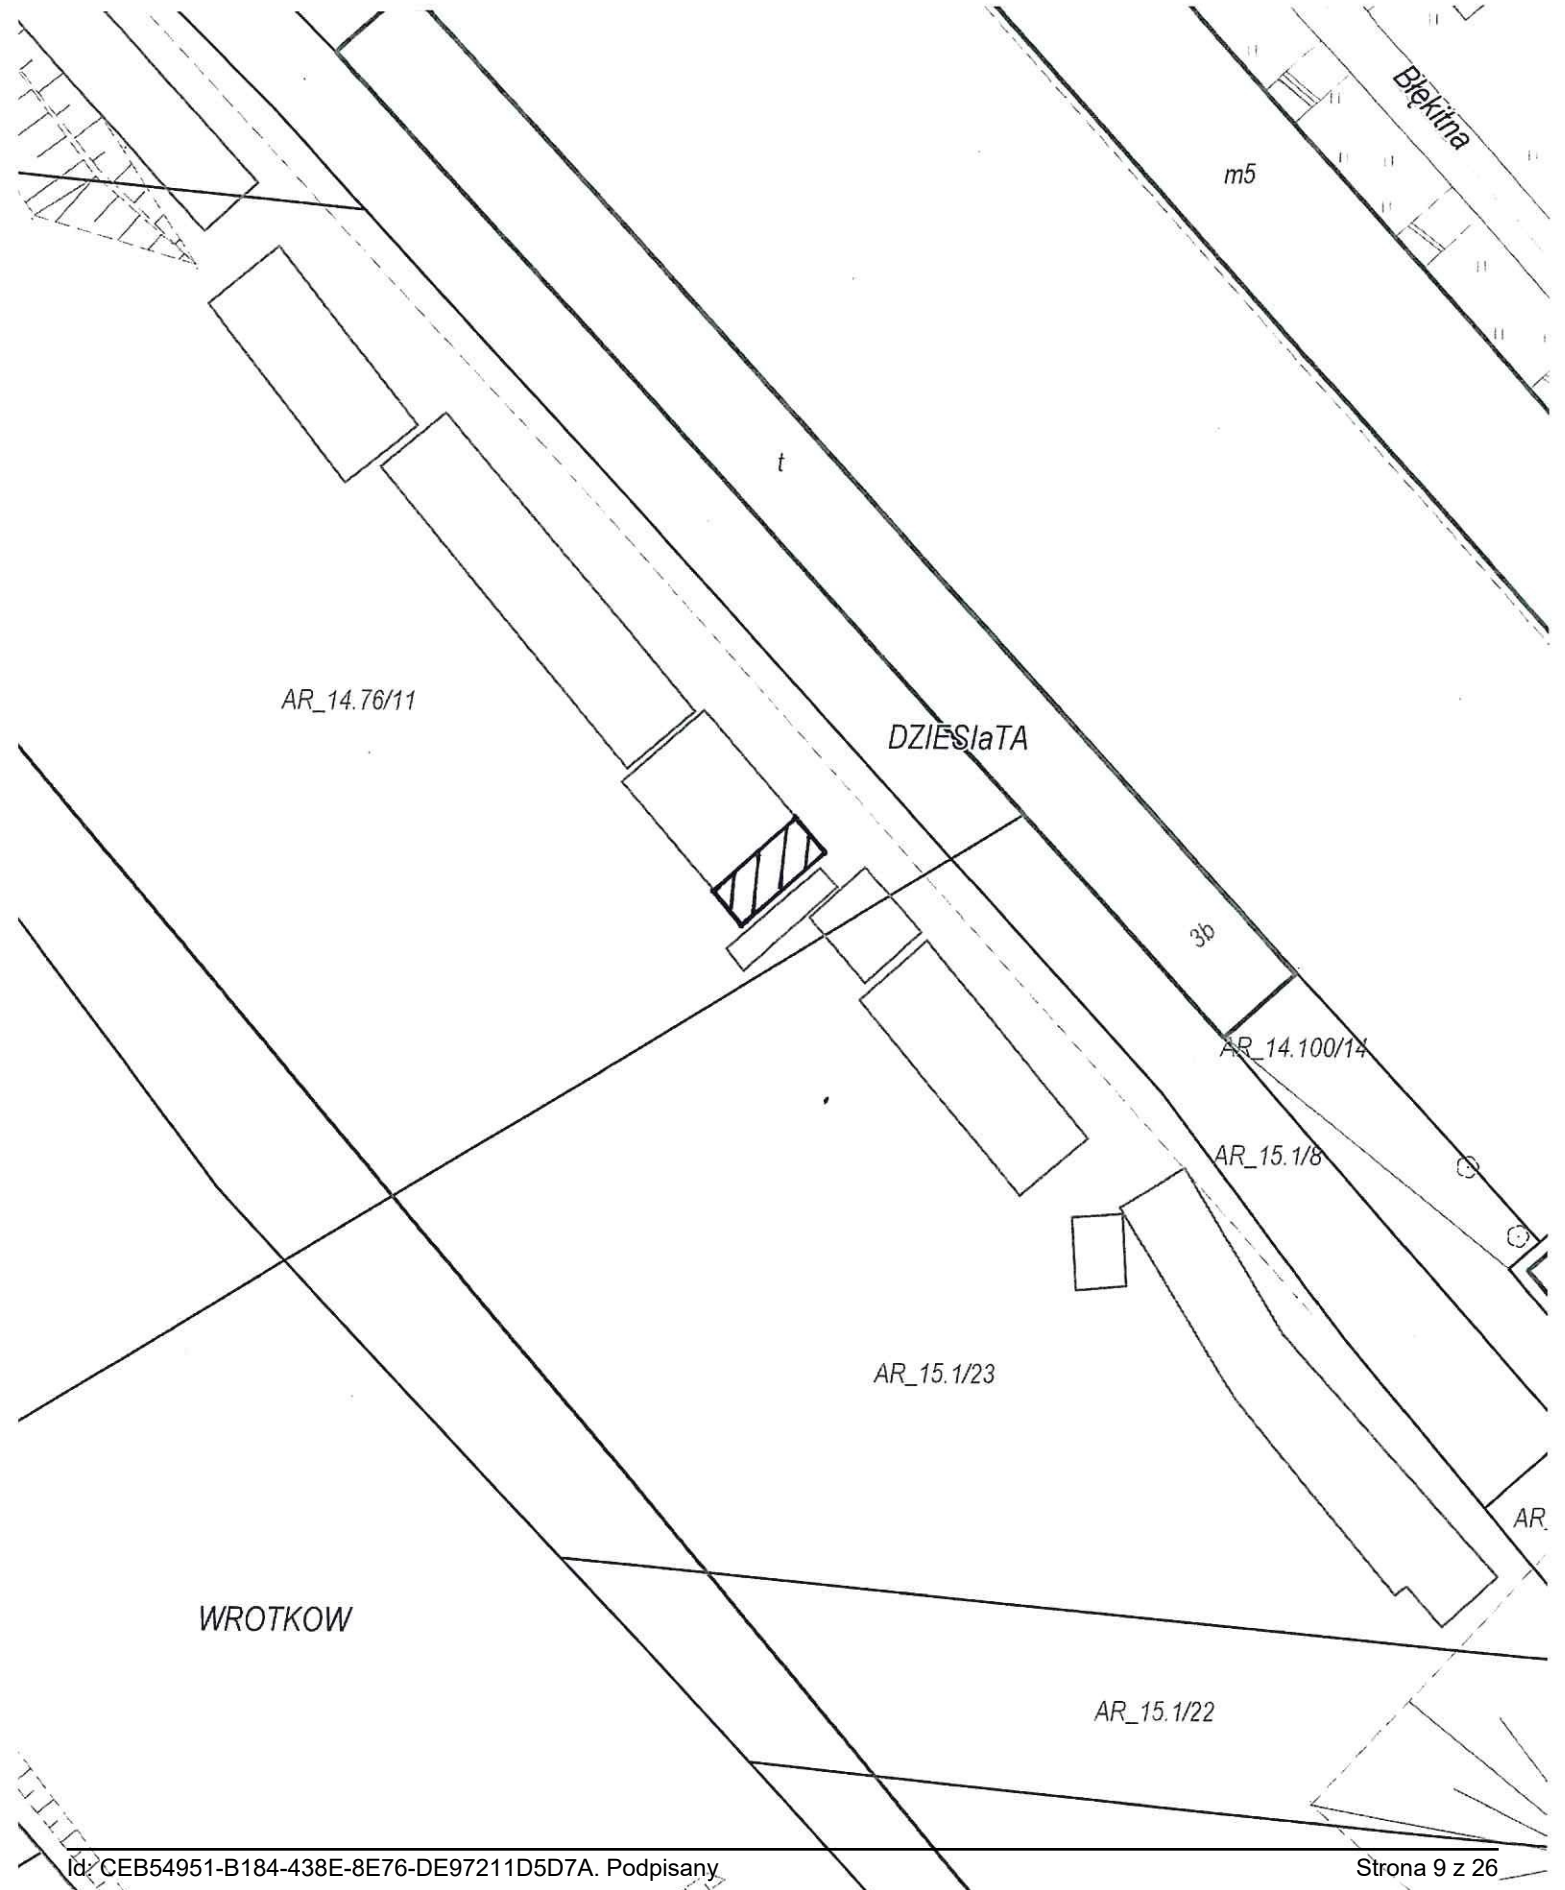 Błękitna
m5
t
AR_14.76/11
DZIESIaTA
3b
AR_14.100/14
AR_15.1/8
AR_15.1/23
AR_
WROTKOW
AR_15.1/22
Id: CEB54951-B184-438E-8E76-DE97211D5D7A. Podpisany
Strona 9 z 26